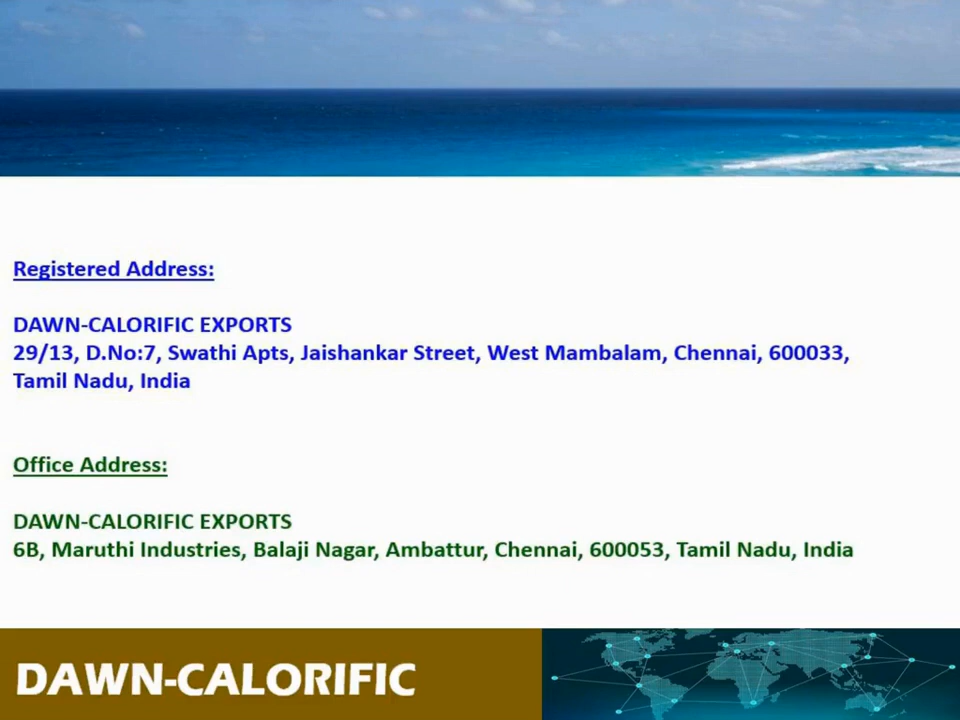 Registered Address:
DAWN-CALORIFIC EXPORTS
29/13, D.No:7, Swathi Apts, Jaishankar Street, West Mambalam, Chennai, 600033,
Tamil Nadu, India
Office Address:
DAWN-CALORIFIC EXPORTS
6B, Maruthi Industries, Balaji Nagar, Ambattur, Chennai, 600053, Tamil Nadu, India
DAWN-CALORIFIC